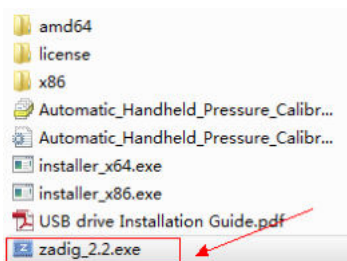 amd64
license
x86
Automatic_Handheld_Pressure_Calibr...
Automatic_Handheld_Pressure_Calibr...
installer_x64.exe
installer_x86.exe
USB drive Installation Guide.pdf
zadig_2.2.exe